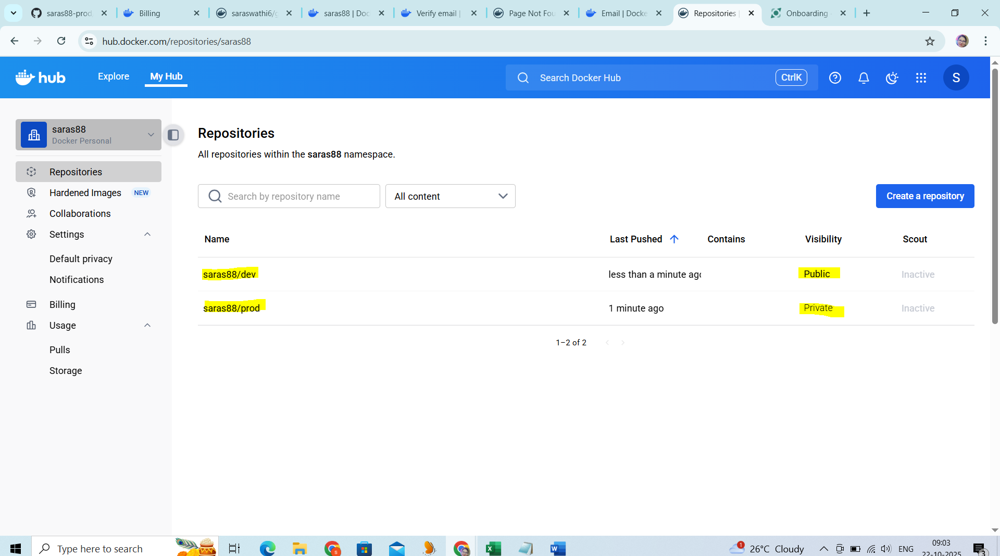 saras88-prod
Billing
saraswathi6/g
saras88 | Doc
Verify email |
Page Not Fou
Email | Docke
Repositories |
Onboarding
hub.docker.com/repositories/saras88
hub
Explore
My Hub
Search Docker Hub
CtrlK
S
saras88
Docker Personal
Repositories
Hardened Images NEW
Collaborations
Settings
Default privacy
Notifications
Billing
Usage
Pulls
Storage
Repositories
All repositories within the saras88 namespace.
Search by repository name
All content
Create a repository
Name Last Pushed Contains Visibility Scout
saras88/dev less than a minute ago Public Inactive
saras88/prod 1 minute ago Private Inactive
1–2 of 2
Type here to search
1
26°C Cloudy
ENG
09:03
22-10-2025
3